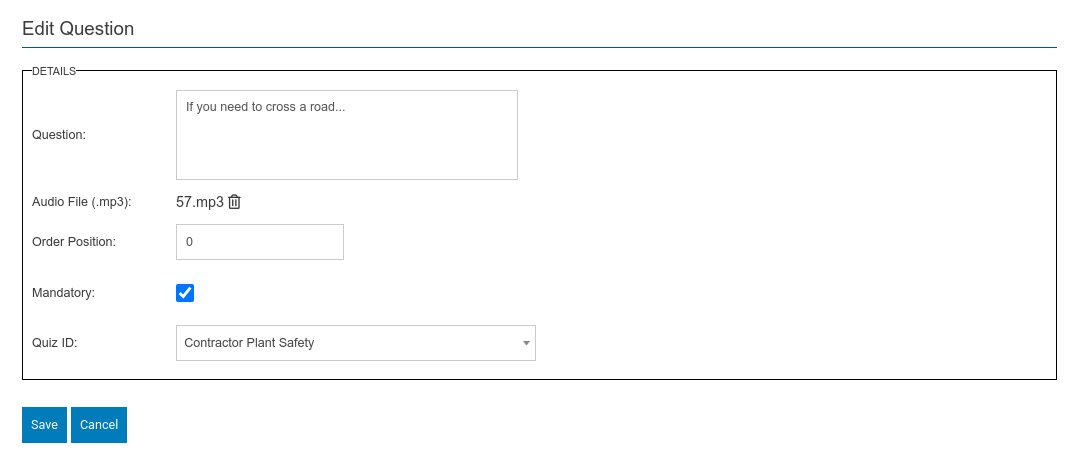 Edit Question
DETAILS
Question:
If you need to cross a road...
Audio File (.mp3):
57.mp3
Order Position:
0
Mandatory:
Quiz ID:
Contractor Plant Safety
Save
Cancel